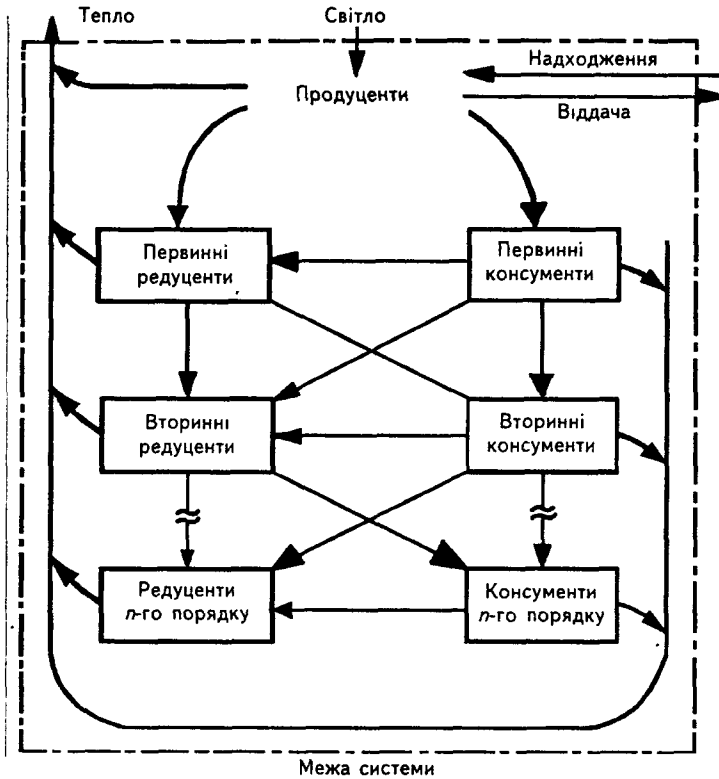 Тепло
Світло
Надходження
Продуценти
Віддача
Первинні
редуценти
Первинні
консументи
Вторинні
редуценти
Вторинні
консументи
Редуценти
n-го порядку
Консументи
n-го порядку
Межа системи